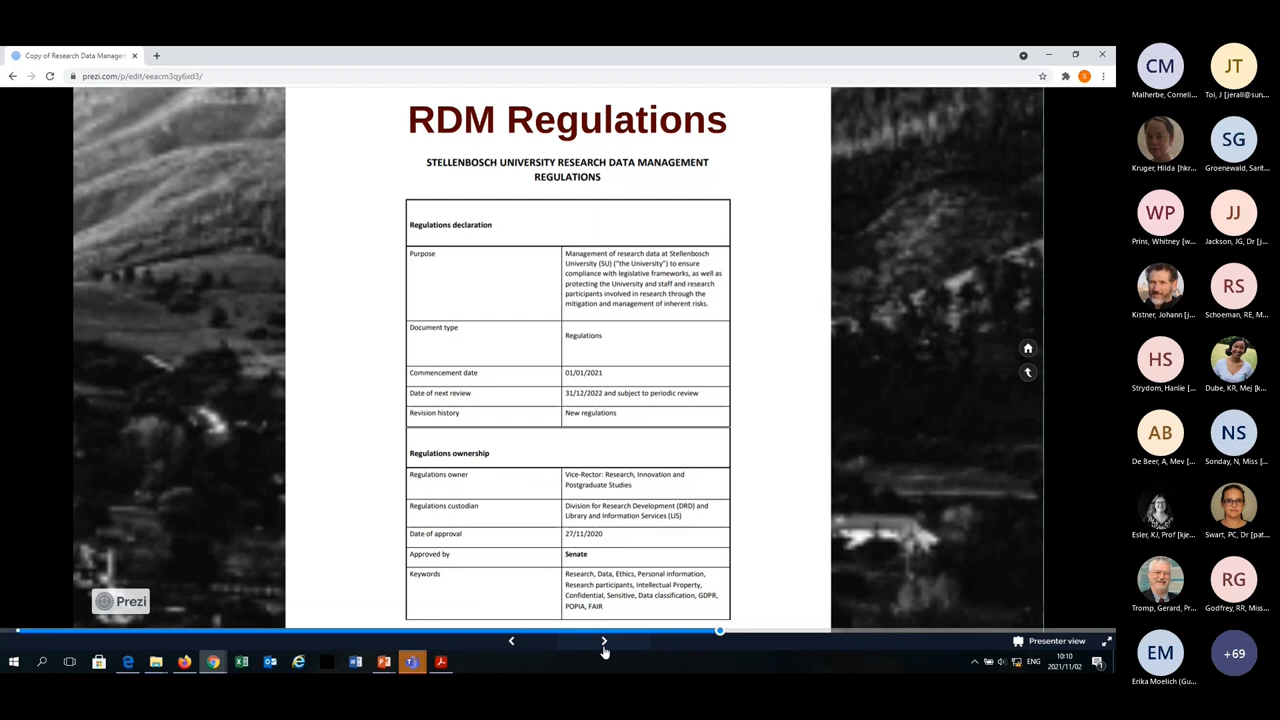 Copy of Research Data Manage
prezi.com/p/edit/eeacm3qy6xd3/
RDM Regulations
STELLENBOSCH UNIVERSITY RESEARCH DATA MANAGEMENT
REGULATIONS
Regulations declaration
Purpose
Management of research data at Stellenbosch
University (SU) ("the University") to ensure
compliance with legislative frameworks, as well as
protecting the University and staff and research
participants involved in research through the
mitigation and management of inherent risks.
Document type
Regulations
Commencement date
01/01/2021
Date of next review
31/12/2022 and subject to periodic review
Revision history
New regulations
Regulations ownership
Regulations owner
Vice-Rector: Research, Innovation and
Postgraduate Studies
Regulations custodian
Division for Research Development (DRD) and
Library and Information Services (LIS)
Date of approval
27/11/2020
Approved by
Senate
Keywords
Research, Data, Ethics, Personal information,
Research participants, Intellectual Property,
Confidential, Sensitive, Data classification, GDPR,
POPIA, FAIR
Prezi
Presenter view
ENG
10:10
2021/11/02
CM
Malherbe, Corneli...
JT
Toi, J [jerall@sun...
Kruger, Hilda [hkr...
SG
Groenewald, Sarit...
WP
Prins, Whitney [w...
JJ
Jackson, JG, Dr [j...
Kistner, Johann [j...
RS
Schoeman, RE, M...
HS
Strydom, Hanlie [...
Dube, KR, Mej [k...
AB
De Beer, A, Mev [...
NS
Sonday, N, Miss [...
Esler, KJ, Prof [kje...
Swart, PC, Dr [pat...
Tromp, Gerard, Pr...
RG
Godfrey, RR, Miss...
EM
Erika Moelich (Gu...
+69